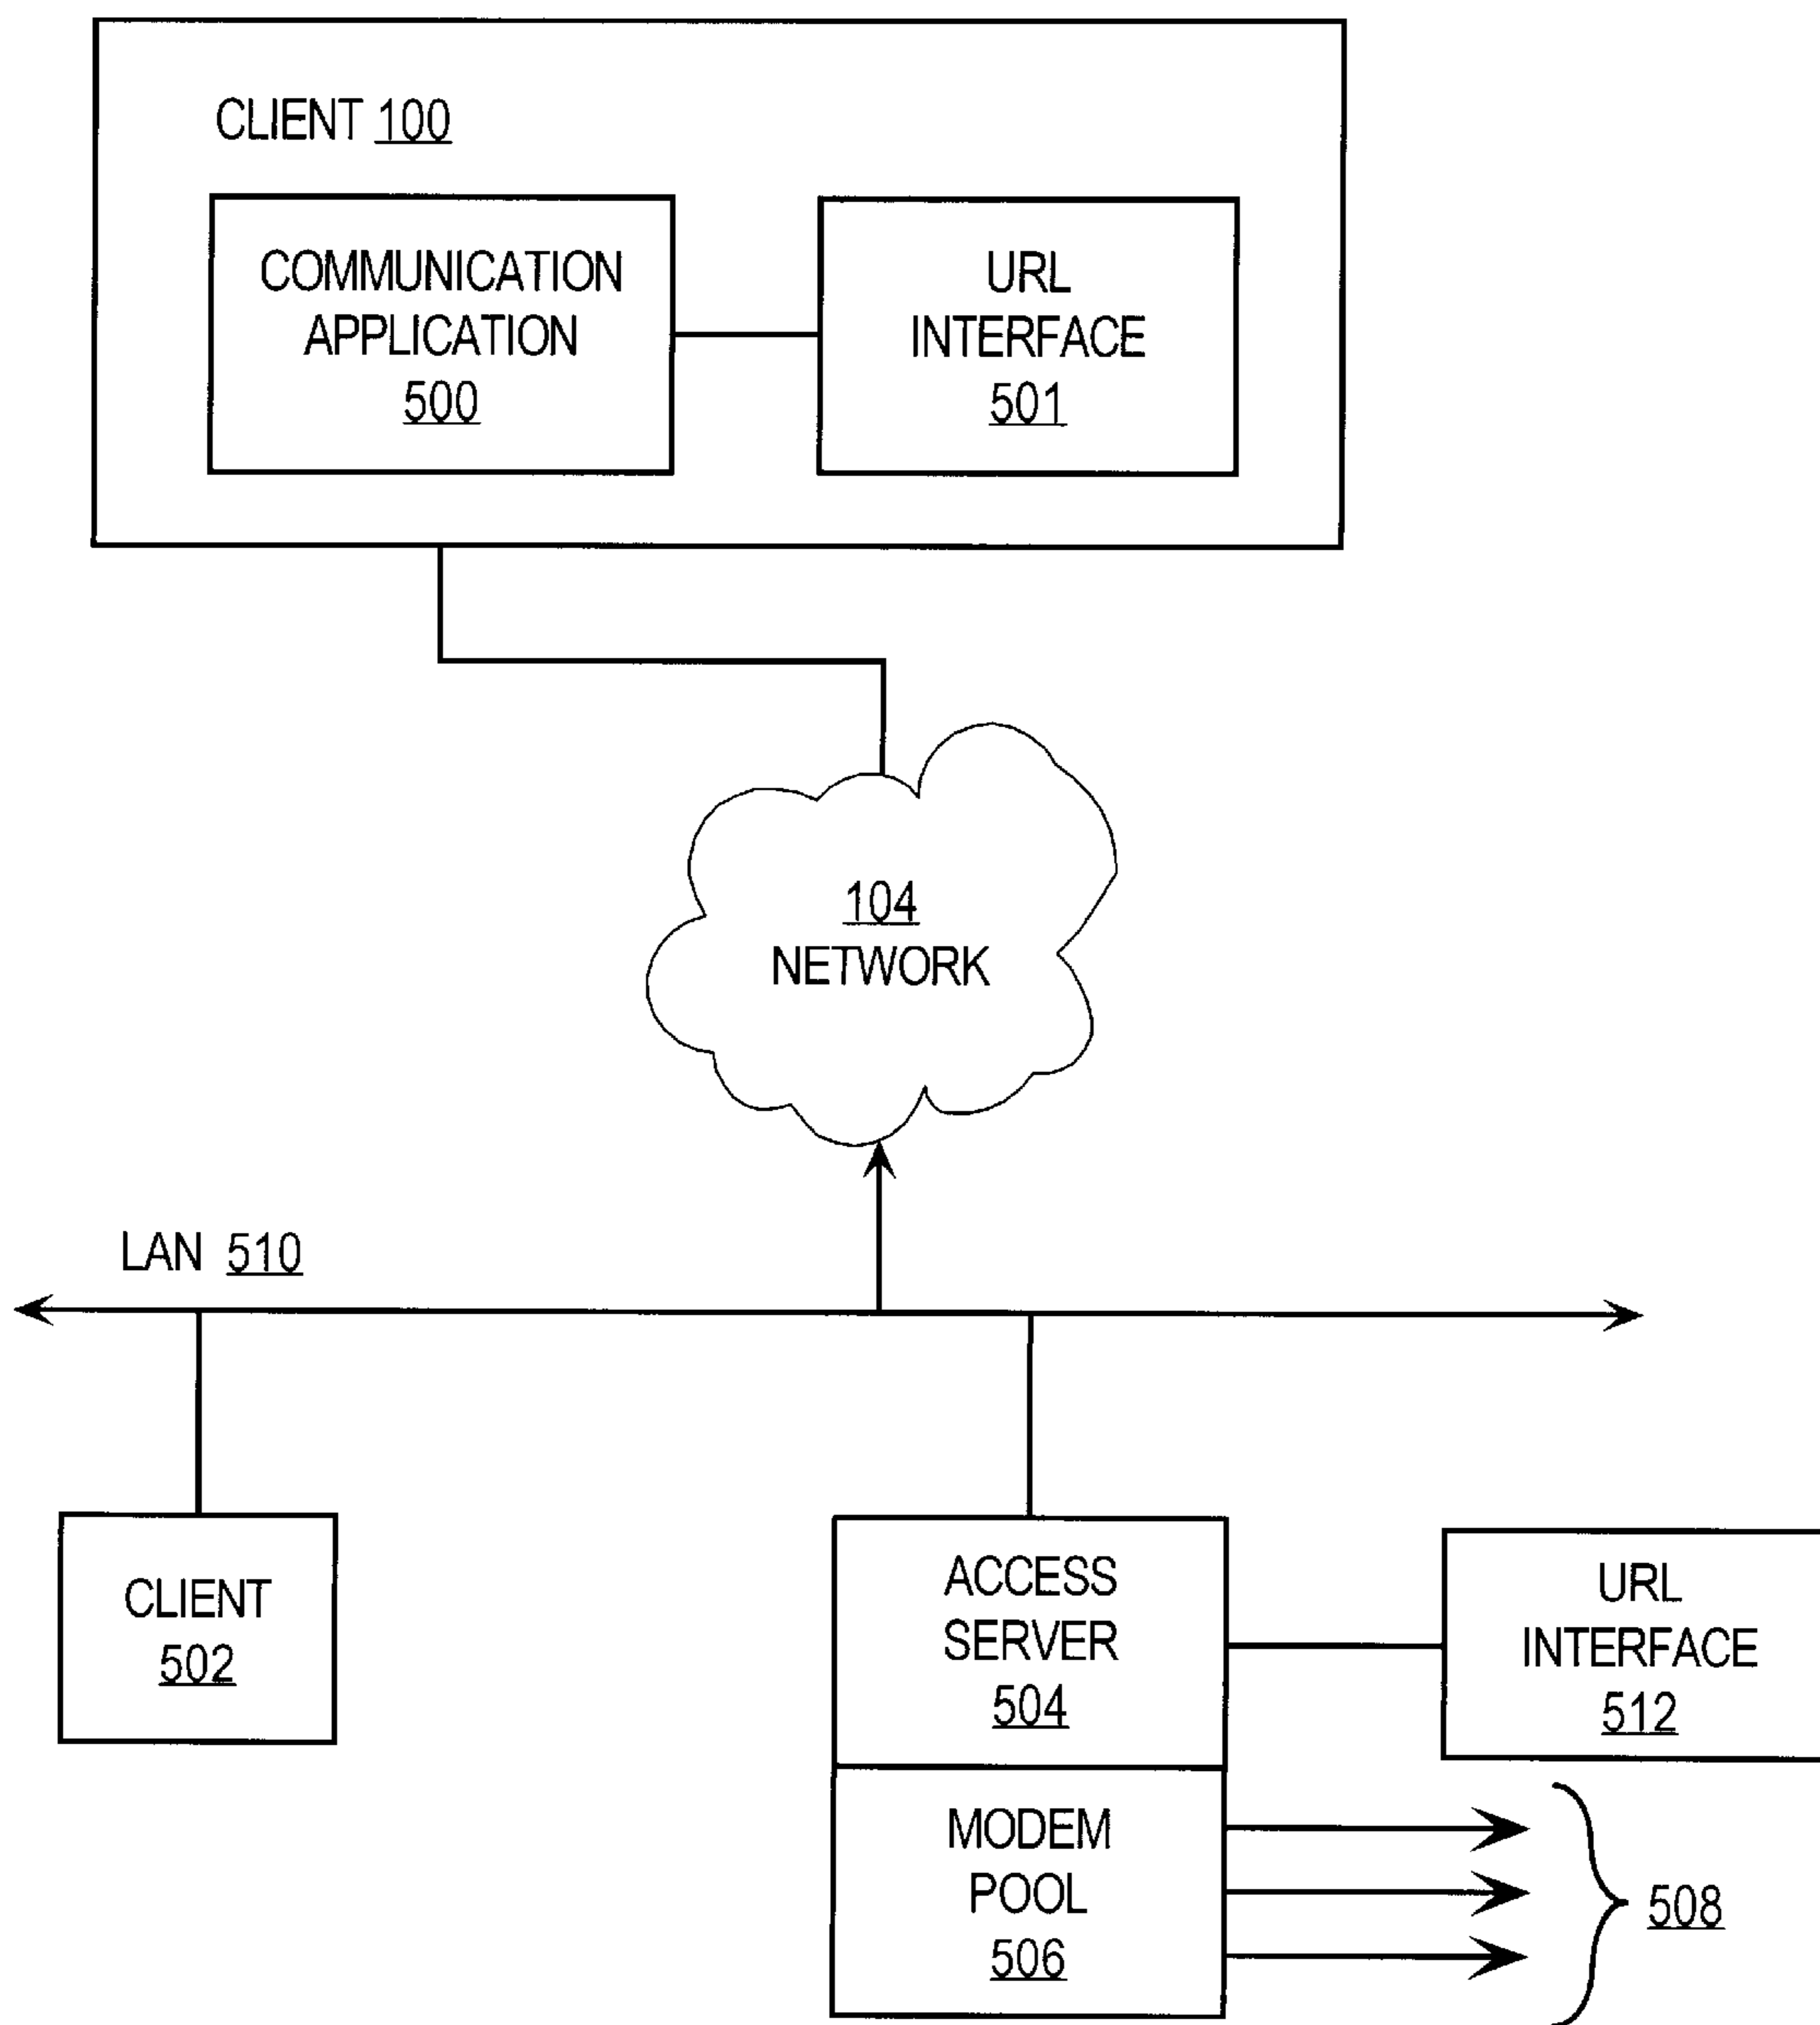 CLIENT 100
COMMUNICATION
APPLICATION
500
URL
INTERFACE
501
104
NETWORK
LAN 510
CLIENT
502
ACCESS
SERVER
504
URL
INTERFACE
512
MODEM
POOL
506
508